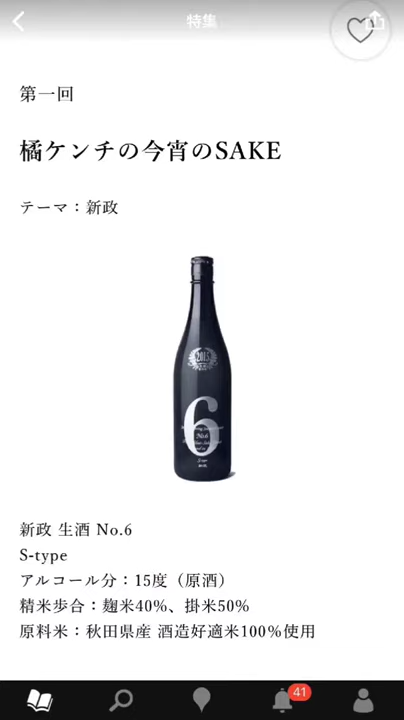 特集
第一回
橘ケンチの今宵のSAKE
テーマ：新政
2015
6
No.6
新政 生酒 No.6
S-type
アルコール分：15度（原酒）
精米歩合：麹米40%、掛米50%
原料米：秋田県産 酒造好適米100%使用
41